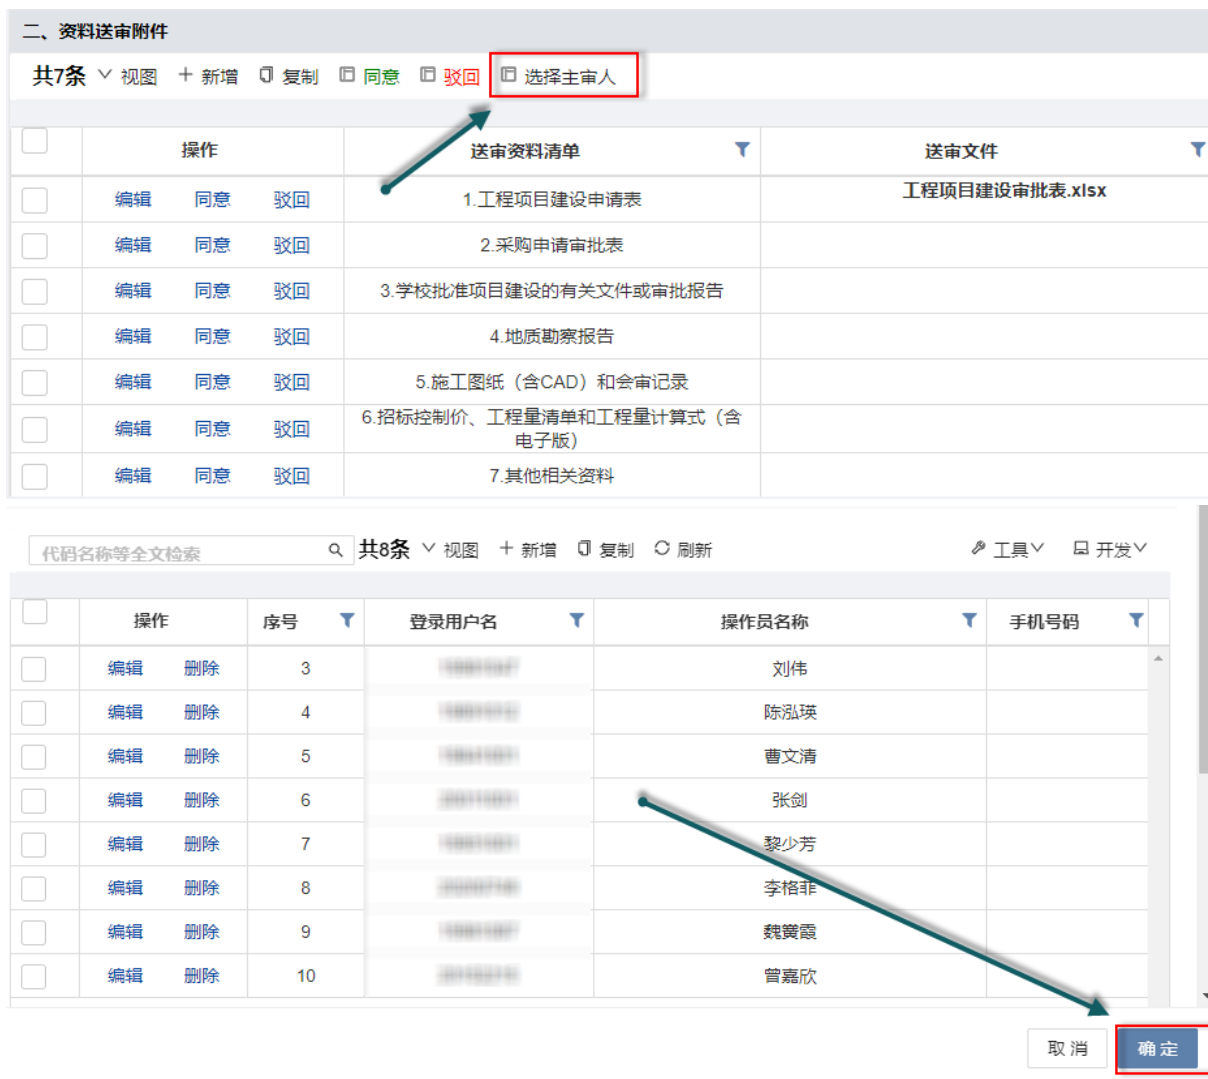 二、资料送审附件
共7条 视图 新增 复制 同意 驳回 选择主审人
操作 送审资料清单 送审文件
编辑 同意 驳回 1.工程项目建设申请表 工程项目建设审批表.xlsx
编辑 同意 驳回 2.采购申请审批表
编辑 同意 驳回 3.学校批准项目建设的有关文件或审批报告
编辑 同意 驳回 4.地质勘察报告
编辑 同意 驳回 5.施工图纸（含CAD）和会审记录
编辑 同意 驳回 6.招标控制价、工程量清单和工程量计算式（含
电子版）
编辑 同意 驳回 7.其他相关资料
代码名称等全文检索 共8条 视图 新增 复制 刷新 工具 开发
操作 序号 登录用户名 操作员名称 手机号码
编辑 删除 3 刘伟
编辑 删除 4 陈泓瑛
编辑 删除 5 曹文清
编辑 删除 6 张剑
编辑 删除 7 黎少芳
编辑 删除 8 李格菲
编辑 删除 9 魏冀霞
编辑 删除 10 曾嘉欣
取消 确定